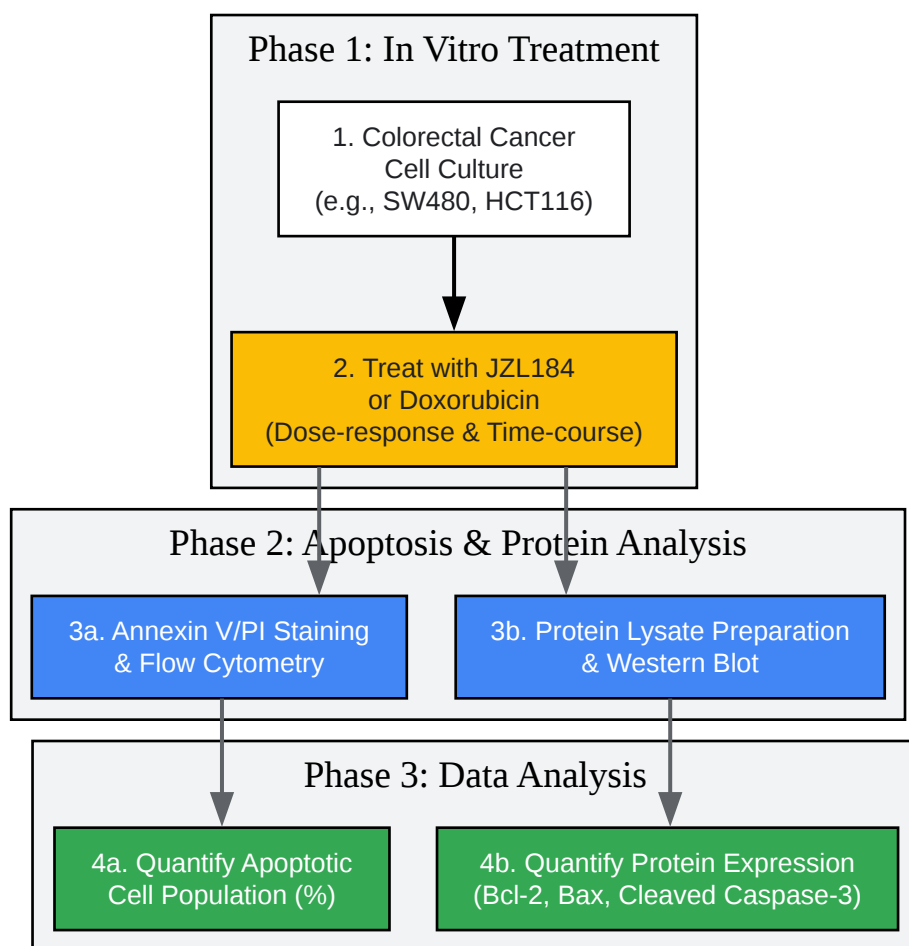 Phase 1: In Vitro Treatment
1. Colorectal Cancer
Cell Culture
(e.g., SW480, HCT116)
2. Treat with JZL184
or Doxorubicin
(Dose-response & Time-course)
Phase 2: Apoptosis & Protein Analysis
3a. Annexin V/PI Staining
& Flow Cytometry
3b. Protein Lysate Preparation
& Western Blot
Phase 3: Data Analysis
4a. Quantify Apoptotic
Cell Population (%)
4b. Quantify Protein Expression
(Bcl-2, Bax, Cleaved Caspase-3)